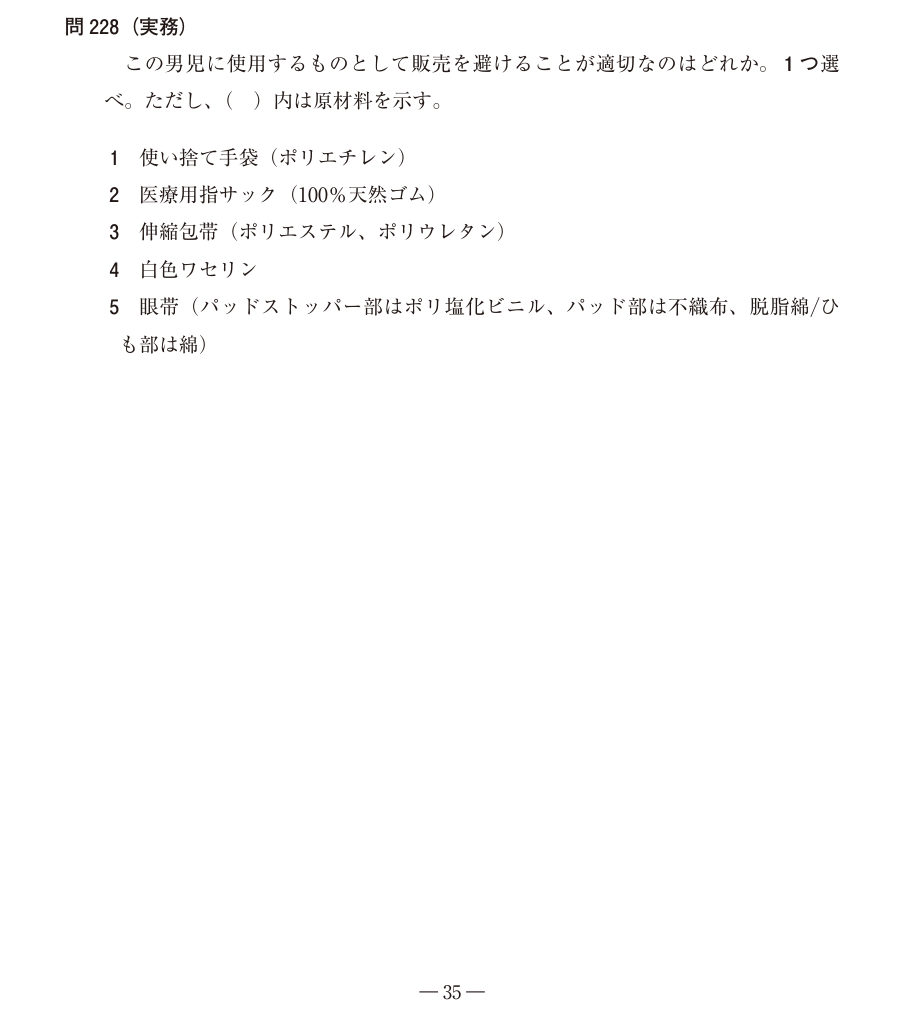 問 228（実務）
この男児に使用するものとして販売を避けることが適切なのはどれか。1 つ選
べ。ただし、（　）内は原材料を示す。
1　使い捨て手袋（ポリエチレン）
2　医療用指サック（100％天然ゴム）
3　伸縮包帯（ポリエステル、ポリウレタン）
4　白色ワセリン
5　眼帯（パッドストッパー部はポリ塩化ビニル、パッド部は不織布、脱脂綿/ひ
も部は綿）
― 35 ―